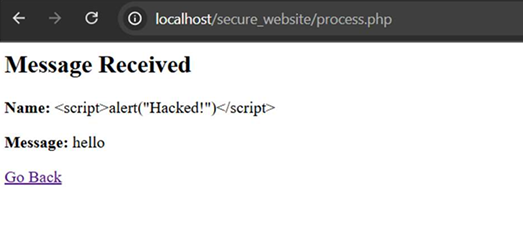 localhost/secure_website/process.php
Message Received
Name: <script>alert("Hacked!")</script>
Message: hello
Go Back